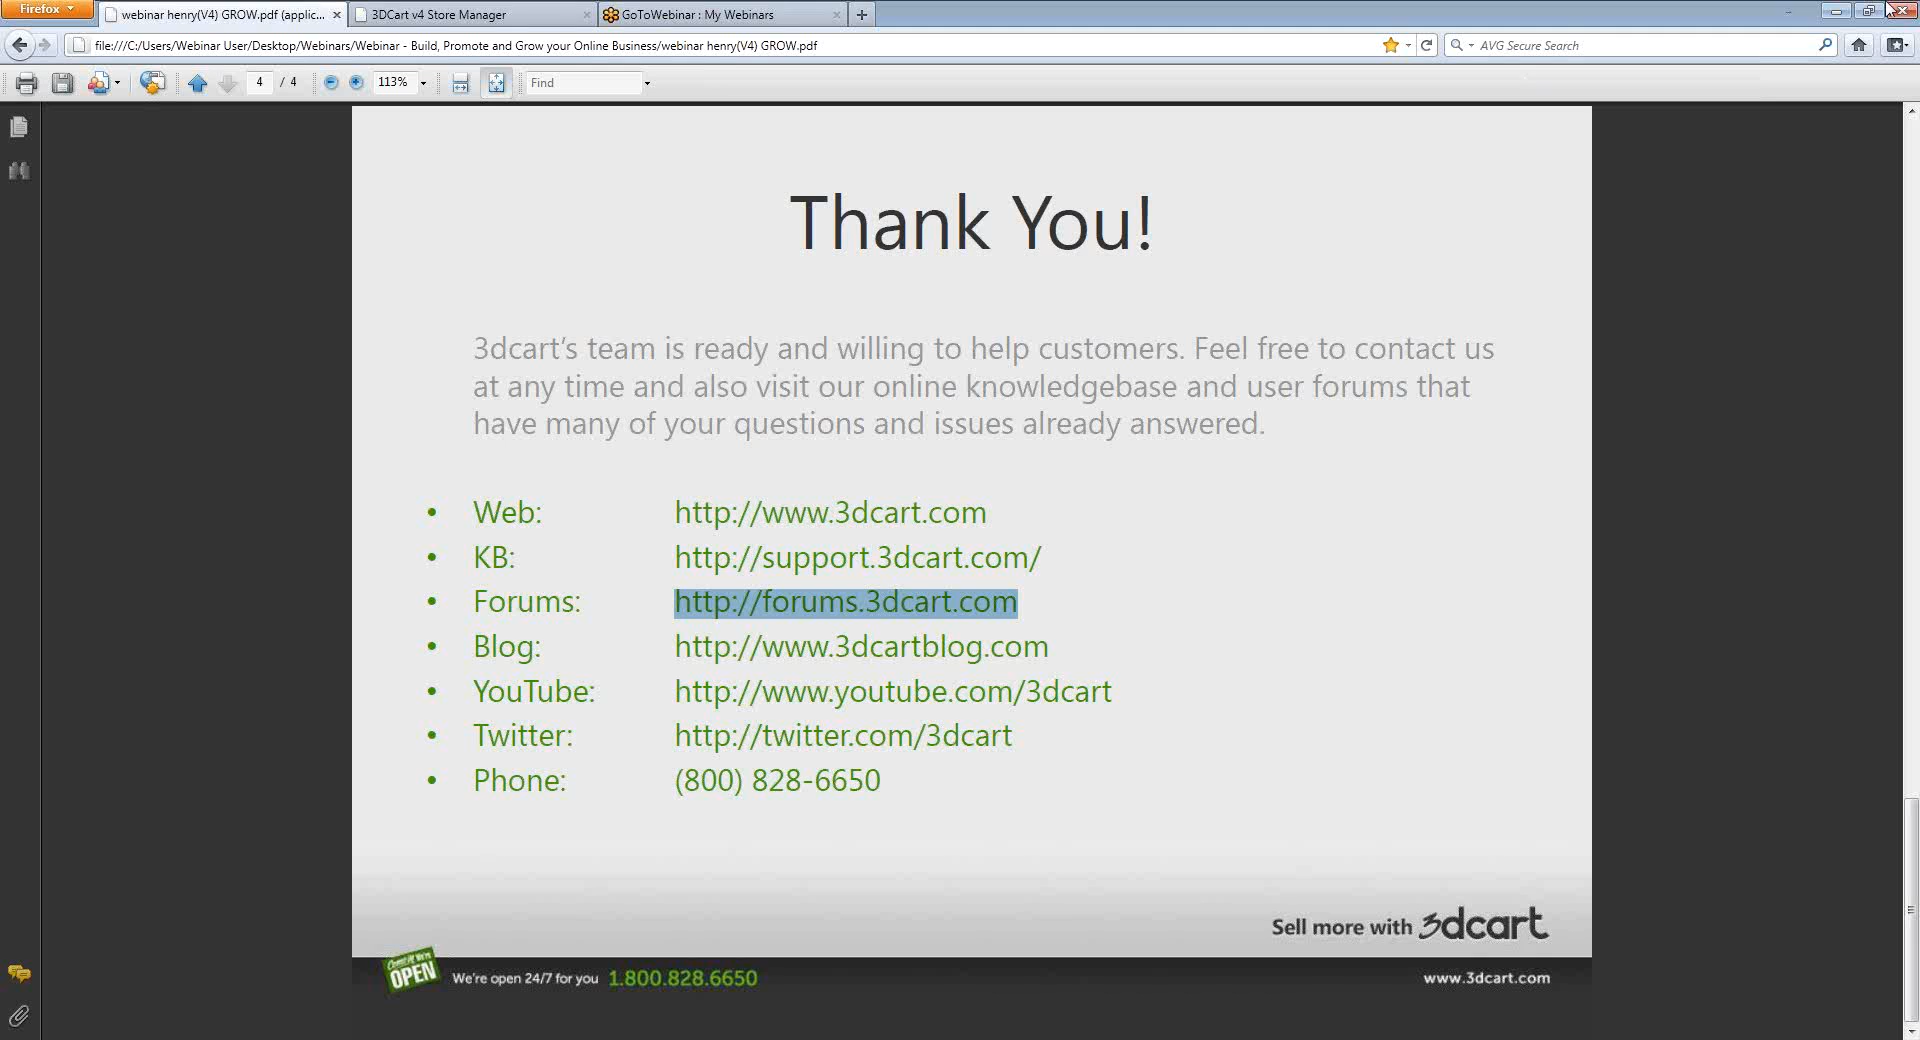 Firefox
webinar henry(V4) GROW.pdf (applic...
3DCart v4 Store Manager
GoToWebinar : My Webinars
file:///C:/Users/Webinar User/Desktop/Webinars/Webinar - Build, Promote and Grow your Online Business/webinar henry(V4) GROW.pdf
AVG Secure Search
4 / 4
113%
Find
Thank You!
3dcart's team is ready and willing to help customers. Feel free to contact us
at any time and also visit our online knowledgebase and user forums that
have many of your questions and issues already answered.
• Web: http://www.3dcart.com
• KB: http://support.3dcart.com/
• Forums: http://forums.3dcart.com
• Blog: http://www.3dcartblog.com
• YouTube: http://www.youtube.com/3dcart
• Twitter: http://twitter.com/3dcart
• Phone: (800) 828-6650
Sell more with 3dcart
Come in We're
OPEN
We're open 24/7 for you 1.800.828.6650
www.3dcart.com